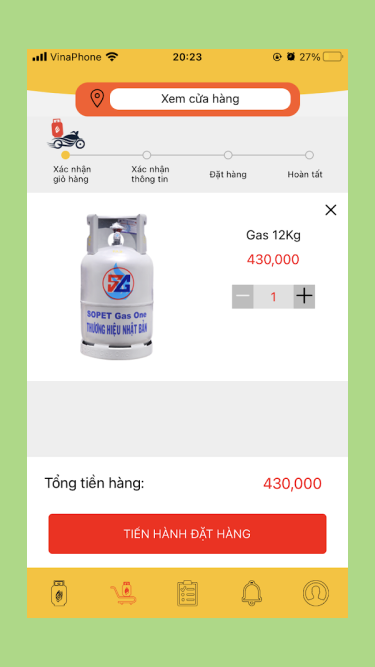 VinaPhone 20:23 27%
Xem cửa hàng
Xác nhận
giỏ hàng
Xác nhận
thông tin
Đặt hàng
Hoàn tất
Gas 12Kg
430,000
1
SG
SOPET Gas One
THƯƠNG HIỆU NHẬT BẢN
Tổng tiền hàng: 430,000
TIẾN HÀNH ĐẶT HÀNG